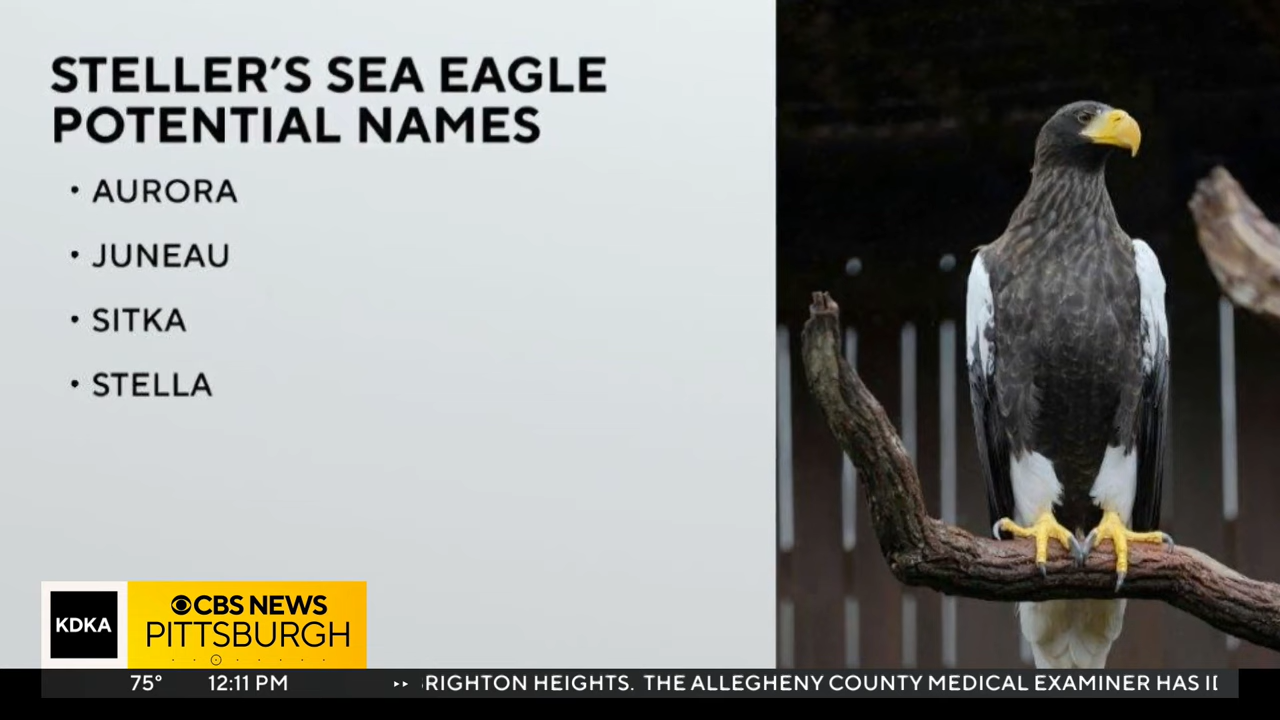 STELLER'S SEA EAGLE
POTENTIAL NAMES
• AURORA
• JUNEAU
• SITKA
• STELLA
KDKA
CBS NEWS
PITTSBURGH
75° 12:11 PM RIGHTON HEIGHTS. THE ALLEGHENY COUNTY MEDICAL EXAMINER HAS